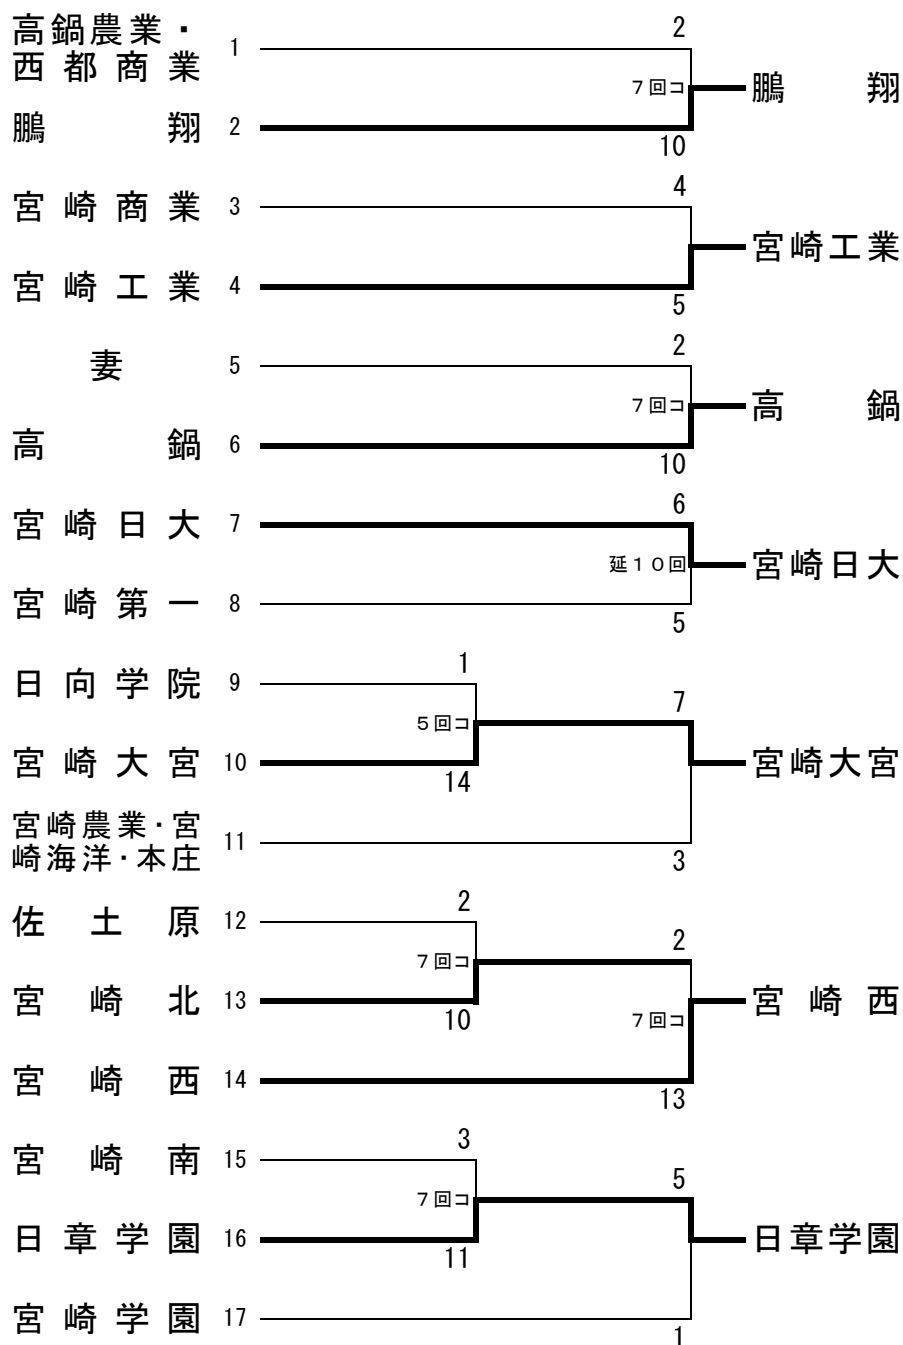 高鍋農業・ 2
西都商業 1
7回コ 鵬 翔
鵬 翔 2
10
4
宮崎商業 3
宮崎工業
宮崎工業 4
5
2
妻 5
7回コ 高 鍋
高 鍋 6
10
6
宮崎日大 7
延10回 宮崎日大
宮崎第一 8
5
1
日向学院 9
7
5回コ
宮崎大宮 10 宮崎大宮
14
宮崎農業・宮
崎海洋・本庄 11
3
2
佐土原 12
2
7回コ
宮崎北 13 宮崎西
10 7回コ
宮崎西 14
13
3
宮崎南 15
5
7回コ
日章学園 16 日章学園
11
宮崎学園 17
1